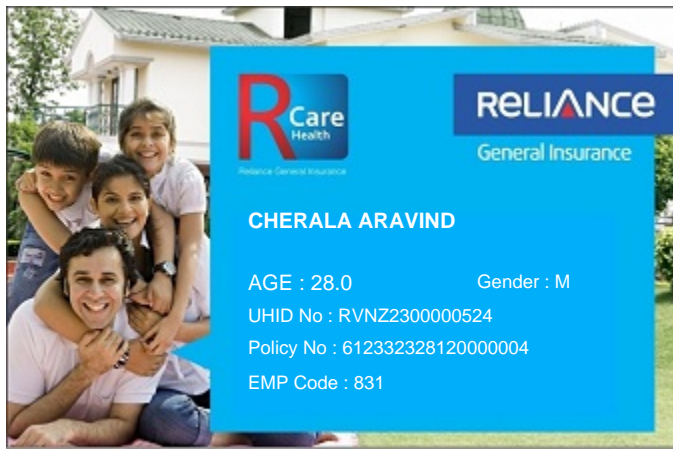 R Care
Health
Reliance General Insurance
RELIANCE
General Insurance
CHERALA ARAVIND
AGE : 28.0
Gender : M
UHID No : RVNZ2300000524
Policy No : 612332328120000004
EMP Code : 831